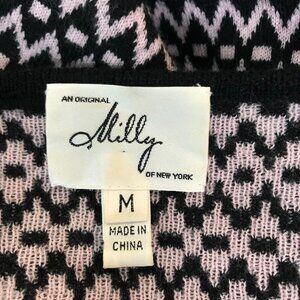 AN ORIGINAL
Milly
OF NEW YORK
M
MADE IN
CHINA